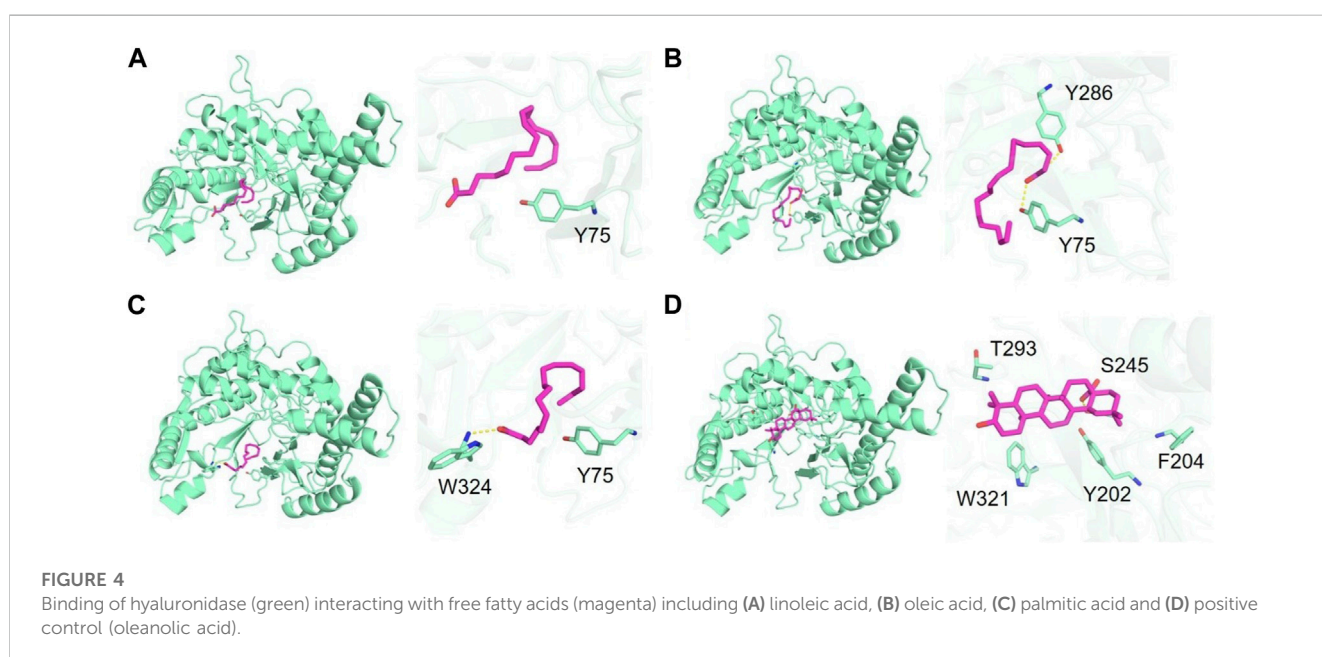 A
Y75
B
Y286
Y75
C
W324
Y75
D
T293
S245
W321
Y202
F204
FIGURE 4
Binding of hyaluronidase (green) interacting with free fatty acids (magenta) including (A) linoleic acid, (B) oleic acid, (C) palmitic acid and (D) positive
control (oleanolic acid).